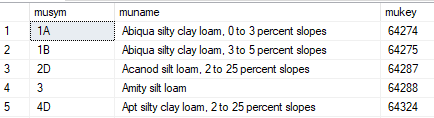 musym muname mukey
1 1A Abiqua silty clay loam, 0 to 3 percent slopes 64274
2 1B Abiqua silty clay loam, 3 to 5 percent slopes 64275
3 2D Acanod silt loam, 2 to 25 percent slopes 64287
4 3 Amity silt loam 64288
5 4D Apt silty clay loam, 2 to 25 percent slopes 64324